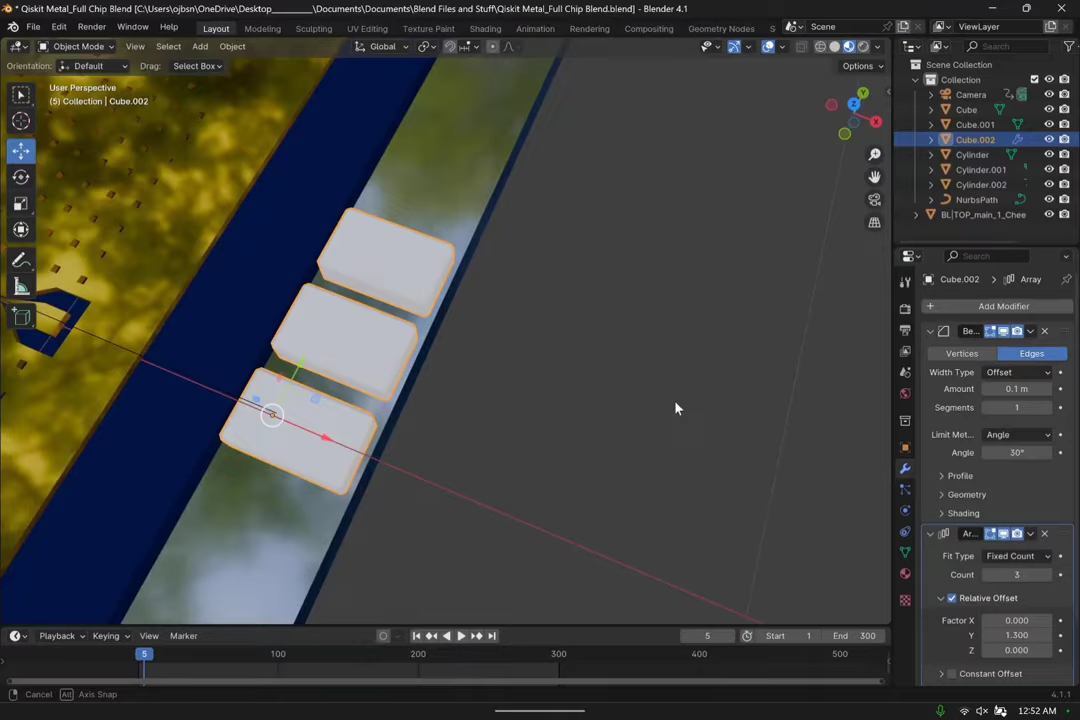 * Qiskit Metal_Full Chip Blend [C:\Users\ojbsn\OneDrive\Desktop_________\Documents\Documents\Blend Files and Stuff\Qiskit Metal_Full Chip Blend.blend] - Blender 4.1
File Edit Render Window Help Layout Modeling Sculpting UV Editing Texture Paint Shading Animation Rendering Compositing Geometry Nodes Scene ViewLayer
Object Mode View Select Add Object Global Search
Orientation: Default Drag: Select Box Options
Scene Collection
Collection
Camera
Cube
Cube.001
Cube.002
Cylinder
Cylinder.001
Cylinder.002
NurbsPath
BL|TOP_main_1_Chee
User Perspective
(5) Collection | Cube.002
Z
Y
X
Search
Cube.002 Array
Add Modifier
Be...
Vertices Edges
Width Type Offset
Amount 0.1 m
Segments 1
Limit Met... Angle
Angle 30°
Profile
Geometry
Shading
Ar...
Fit Type Fixed Count
Count 3
Relative Offset
Factor X 0.000
Y 1.300
Z 0.000
Constant Offset
Playback Keying View Marker 5 Start 1 End 300
5 100 200 300 400 500
Cancel Alt Axis Snap 4.1.1
12:52 AM